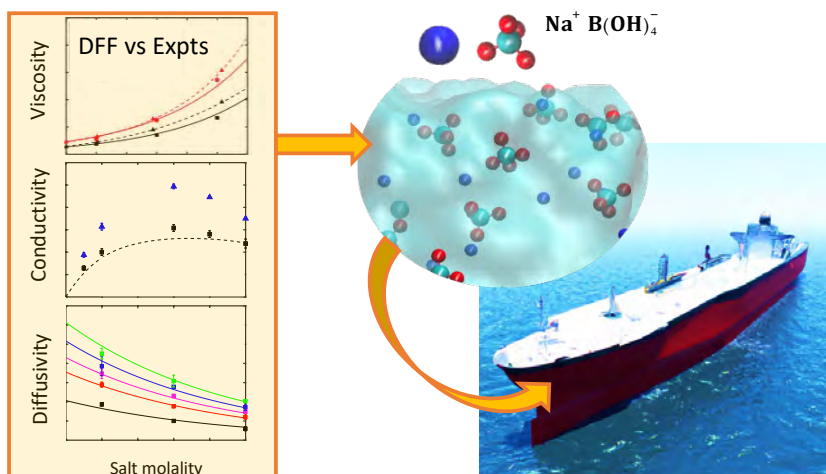 DFF vs Expts
Viscosity
Conductivity
Diffusivity
Salt molality
Na⁺ B(OH)₄⁻